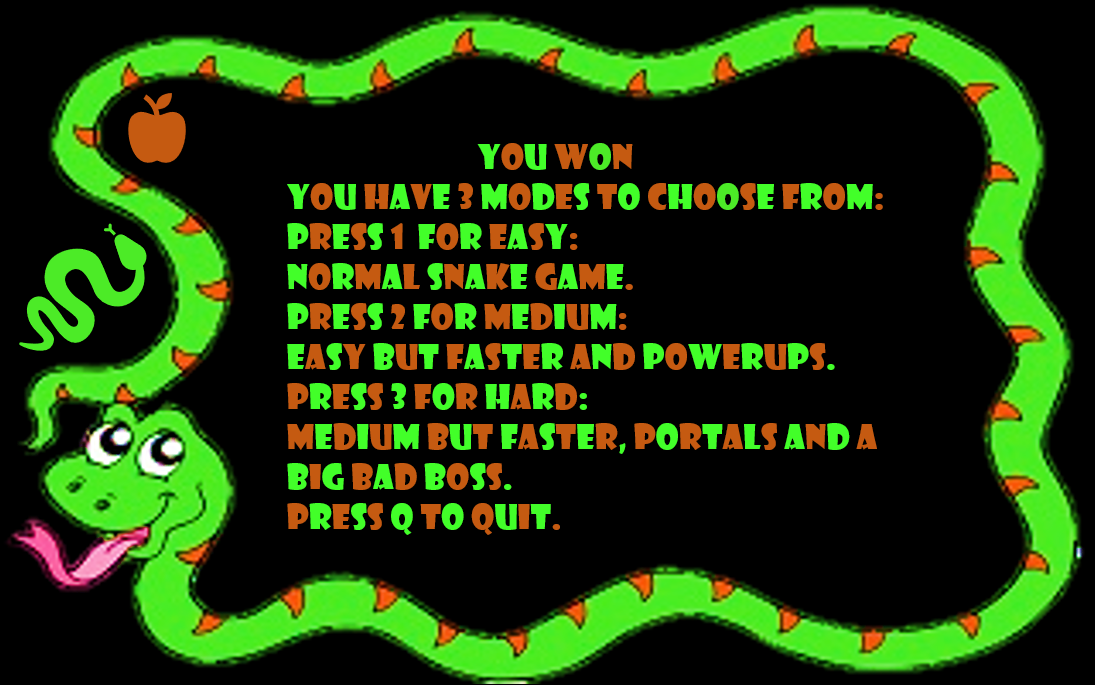 YOU WON
YOU HAVE 3 MODES TO CHOOSE FROM:
PRESS 1 FOR EASY:
NORMAL SNAKE GAME.
PRESS 2 FOR MEDIUM:
EASY BUT FASTER AND POWERUPS.
PRESS 3 FOR HARD:
MEDIUM BUT FASTER, PORTALS AND A
BIG BAD BOSS.
PRESS Q TO QUIT.